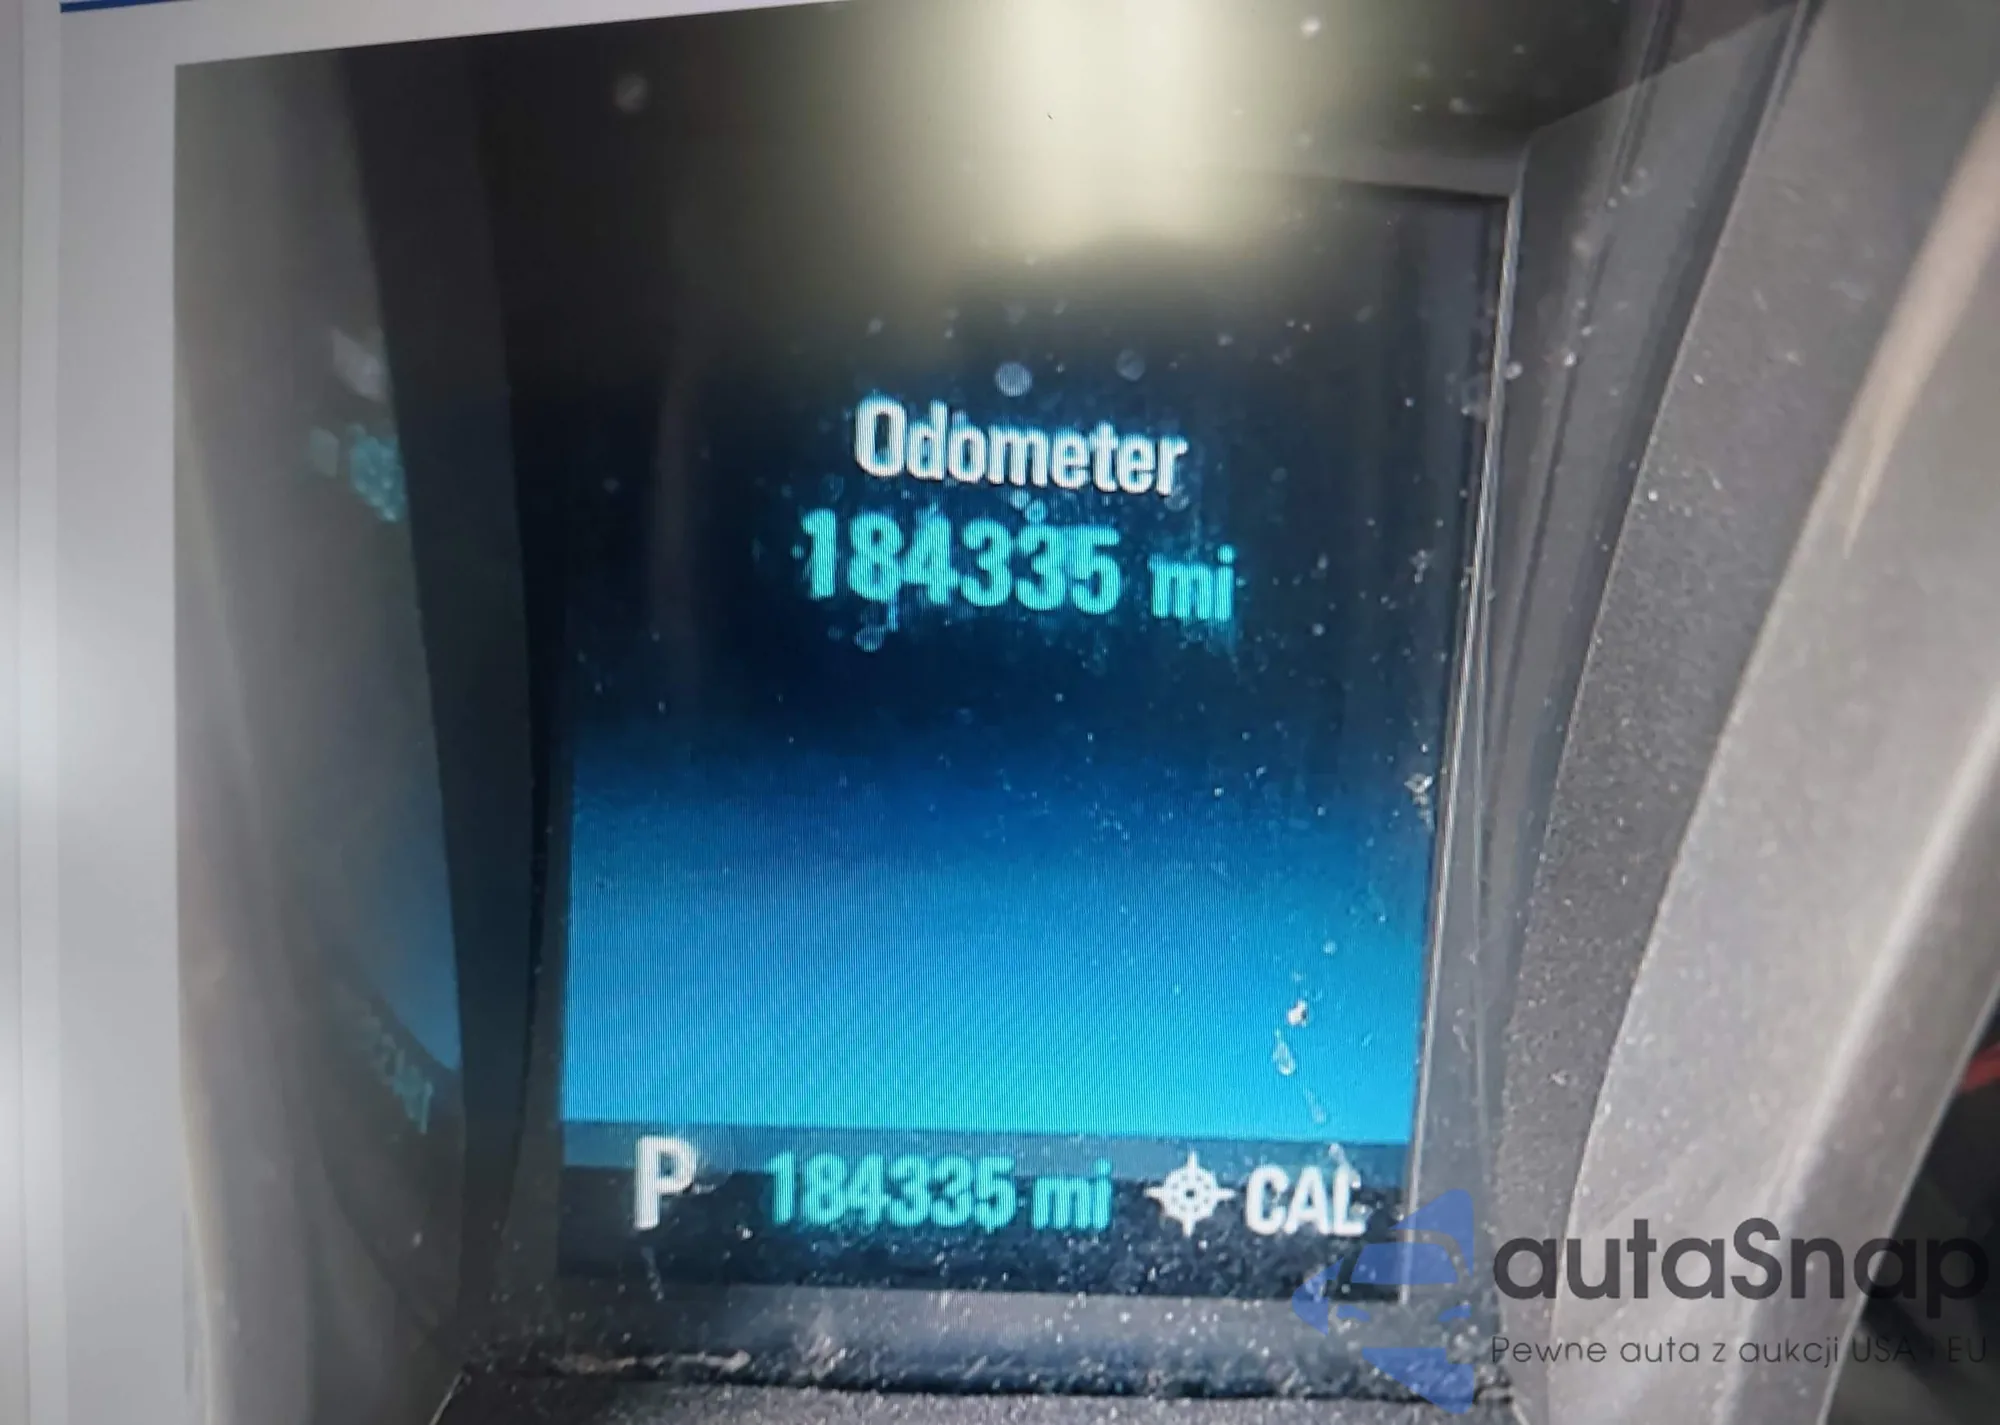 Odometer
184335 mi
P 184335 mi CAL
autaSnap
Pewne auta z aukcji USA i EU